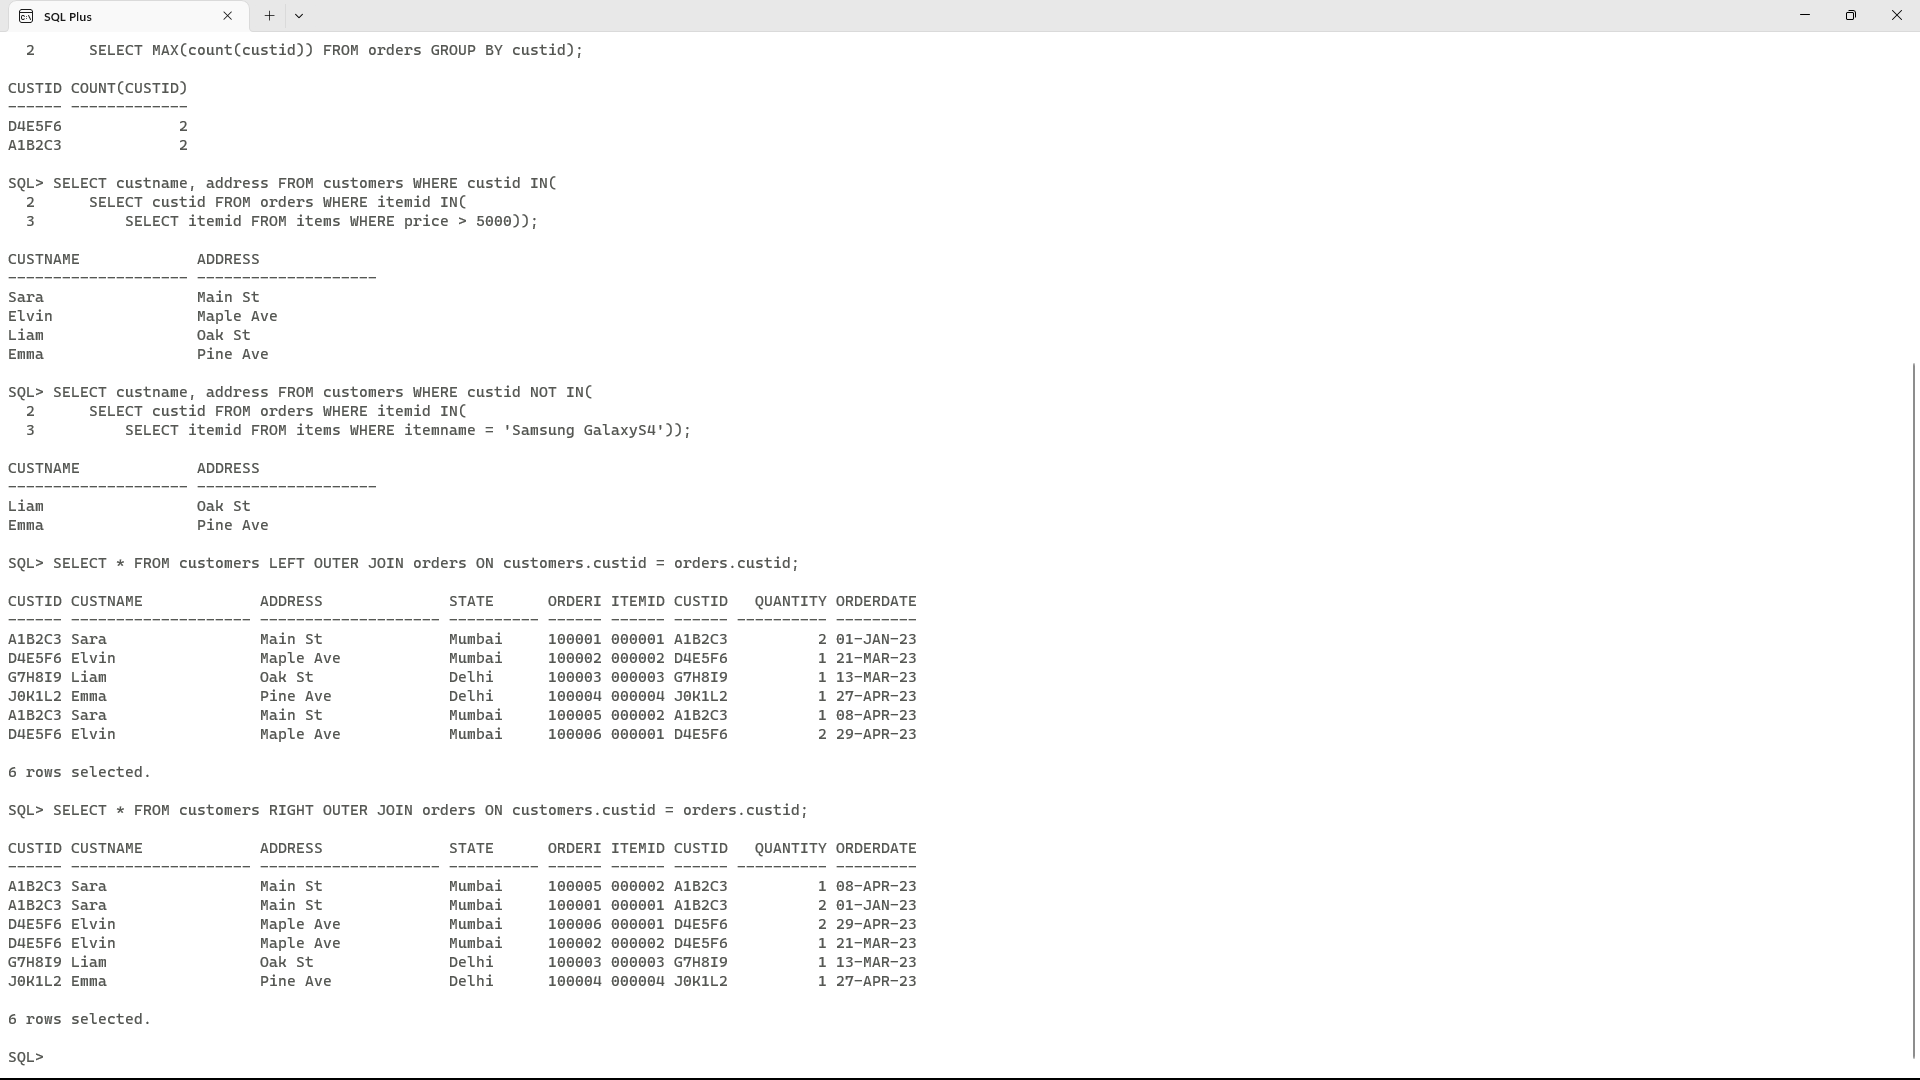 SQL Plus
  2      SELECT MAX(count(custid)) FROM orders GROUP BY custid);
CUSTID COUNT(CUSTID)
------ -------------
D4E5F6             2
A1B2C3             2
SQL> SELECT custname, address FROM customers WHERE custid IN(
  2      SELECT custid FROM orders WHERE itemid IN(
  3          SELECT itemid FROM items WHERE price > 5000));
CUSTNAME             ADDRESS
-------------------- --------------------
Sara                 Main St
Elvin                Maple Ave
Liam                 Oak St
Emma                 Pine Ave
SQL> SELECT custname, address FROM customers WHERE custid NOT IN(
  2      SELECT custid FROM orders WHERE itemid IN(
  3          SELECT itemid FROM items WHERE itemname = 'Samsung GalaxyS4'));
CUSTNAME             ADDRESS
-------------------- --------------------
Liam                 Oak St
Emma                 Pine Ave
SQL> SELECT * FROM customers LEFT OUTER JOIN orders ON customers.custid = orders.custid;
CUSTID CUSTNAME             ADDRESS              STATE      ORDERI ITEMID CUSTID   QUANTITY ORDERDATE
------ -------------------- -------------------- ---------- ------ ------ ------ ---------- ---------
A1B2C3 Sara                 Main St              Mumbai     100001 000001 A1B2C3          2 01-JAN-23
D4E5F6 Elvin                Maple Ave            Mumbai     100002 000002 D4E5F6          1 21-MAR-23
G7H8I9 Liam                 Oak St               Delhi      100003 000003 G7H8I9          1 13-MAR-23
J0K1L2 Emma                 Pine Ave             Delhi      100004 000004 J0K1L2          1 27-APR-23
A1B2C3 Sara                 Main St              Mumbai     100005 000002 A1B2C3          1 08-APR-23
D4E5F6 Elvin                Maple Ave            Mumbai     100006 000001 D4E5F6          2 29-APR-23
6 rows selected.
SQL> SELECT * FROM customers RIGHT OUTER JOIN orders ON customers.custid = orders.custid;
CUSTID CUSTNAME             ADDRESS              STATE      ORDERI ITEMID CUSTID   QUANTITY ORDERDATE
------ -------------------- -------------------- ---------- ------ ------ ------ ---------- ---------
A1B2C3 Sara                 Main St              Mumbai     100005 000002 A1B2C3          1 08-APR-23
A1B2C3 Sara                 Main St              Mumbai     100001 000001 A1B2C3          2 01-JAN-23
D4E5F6 Elvin                Maple Ave            Mumbai     100006 000001 D4E5F6          2 29-APR-23
D4E5F6 Elvin                Maple Ave            Mumbai     100002 000002 D4E5F6          1 21-MAR-23
G7H8I9 Liam                 Oak St               Delhi      100003 000003 G7H8I9          1 13-MAR-23
J0K1L2 Emma                 Pine Ave             Delhi      100004 000004 J0K1L2          1 27-APR-23
6 rows selected.
SQL>